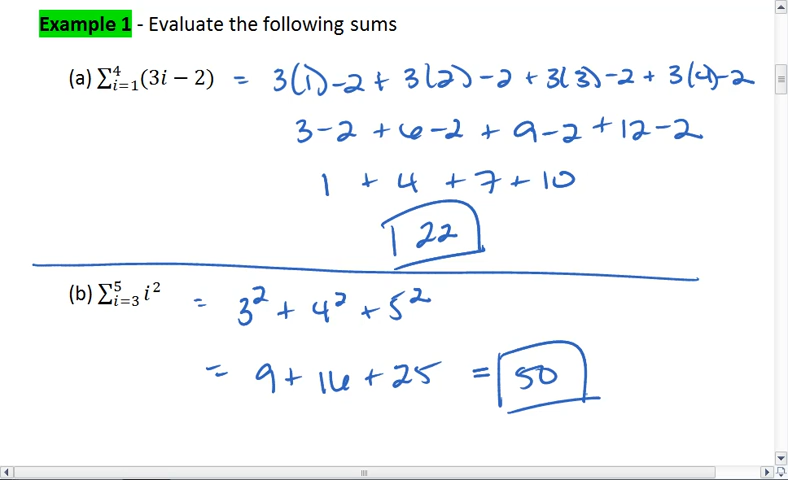 Example 1 - Evaluate the following sums
(a) ∑_{i=1}^{4}(3i − 2) = 3(1)-2 + 3(2)-2 + 3(3)-2 + 3(4)-2
3-2 + 6-2 + 9-2 + 12-2
1 + 4 + 7 + 10
22
(b) ∑_{i=3}^{5} i² = 3² + 4² + 5²
= 9 + 16 + 25 = 50